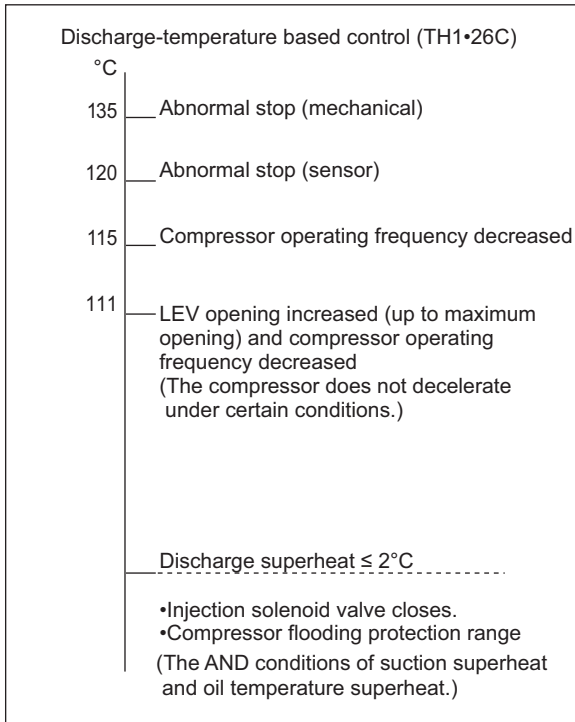 Discharge-temperature based control (TH1•26C)
°C
135 Abnormal stop (mechanical)
120 Abnormal stop (sensor)
115 Compressor operating frequency decreased
111 LEV opening increased (up to maximum
opening) and compressor operating
frequency decreased
(The compressor does not decelerate
under certain conditions.)
Discharge superheat ≤ 2°C
•Injection solenoid valve closes.
•Compressor flooding protection range
(The AND conditions of suction superheat
and oil temperature superheat.)